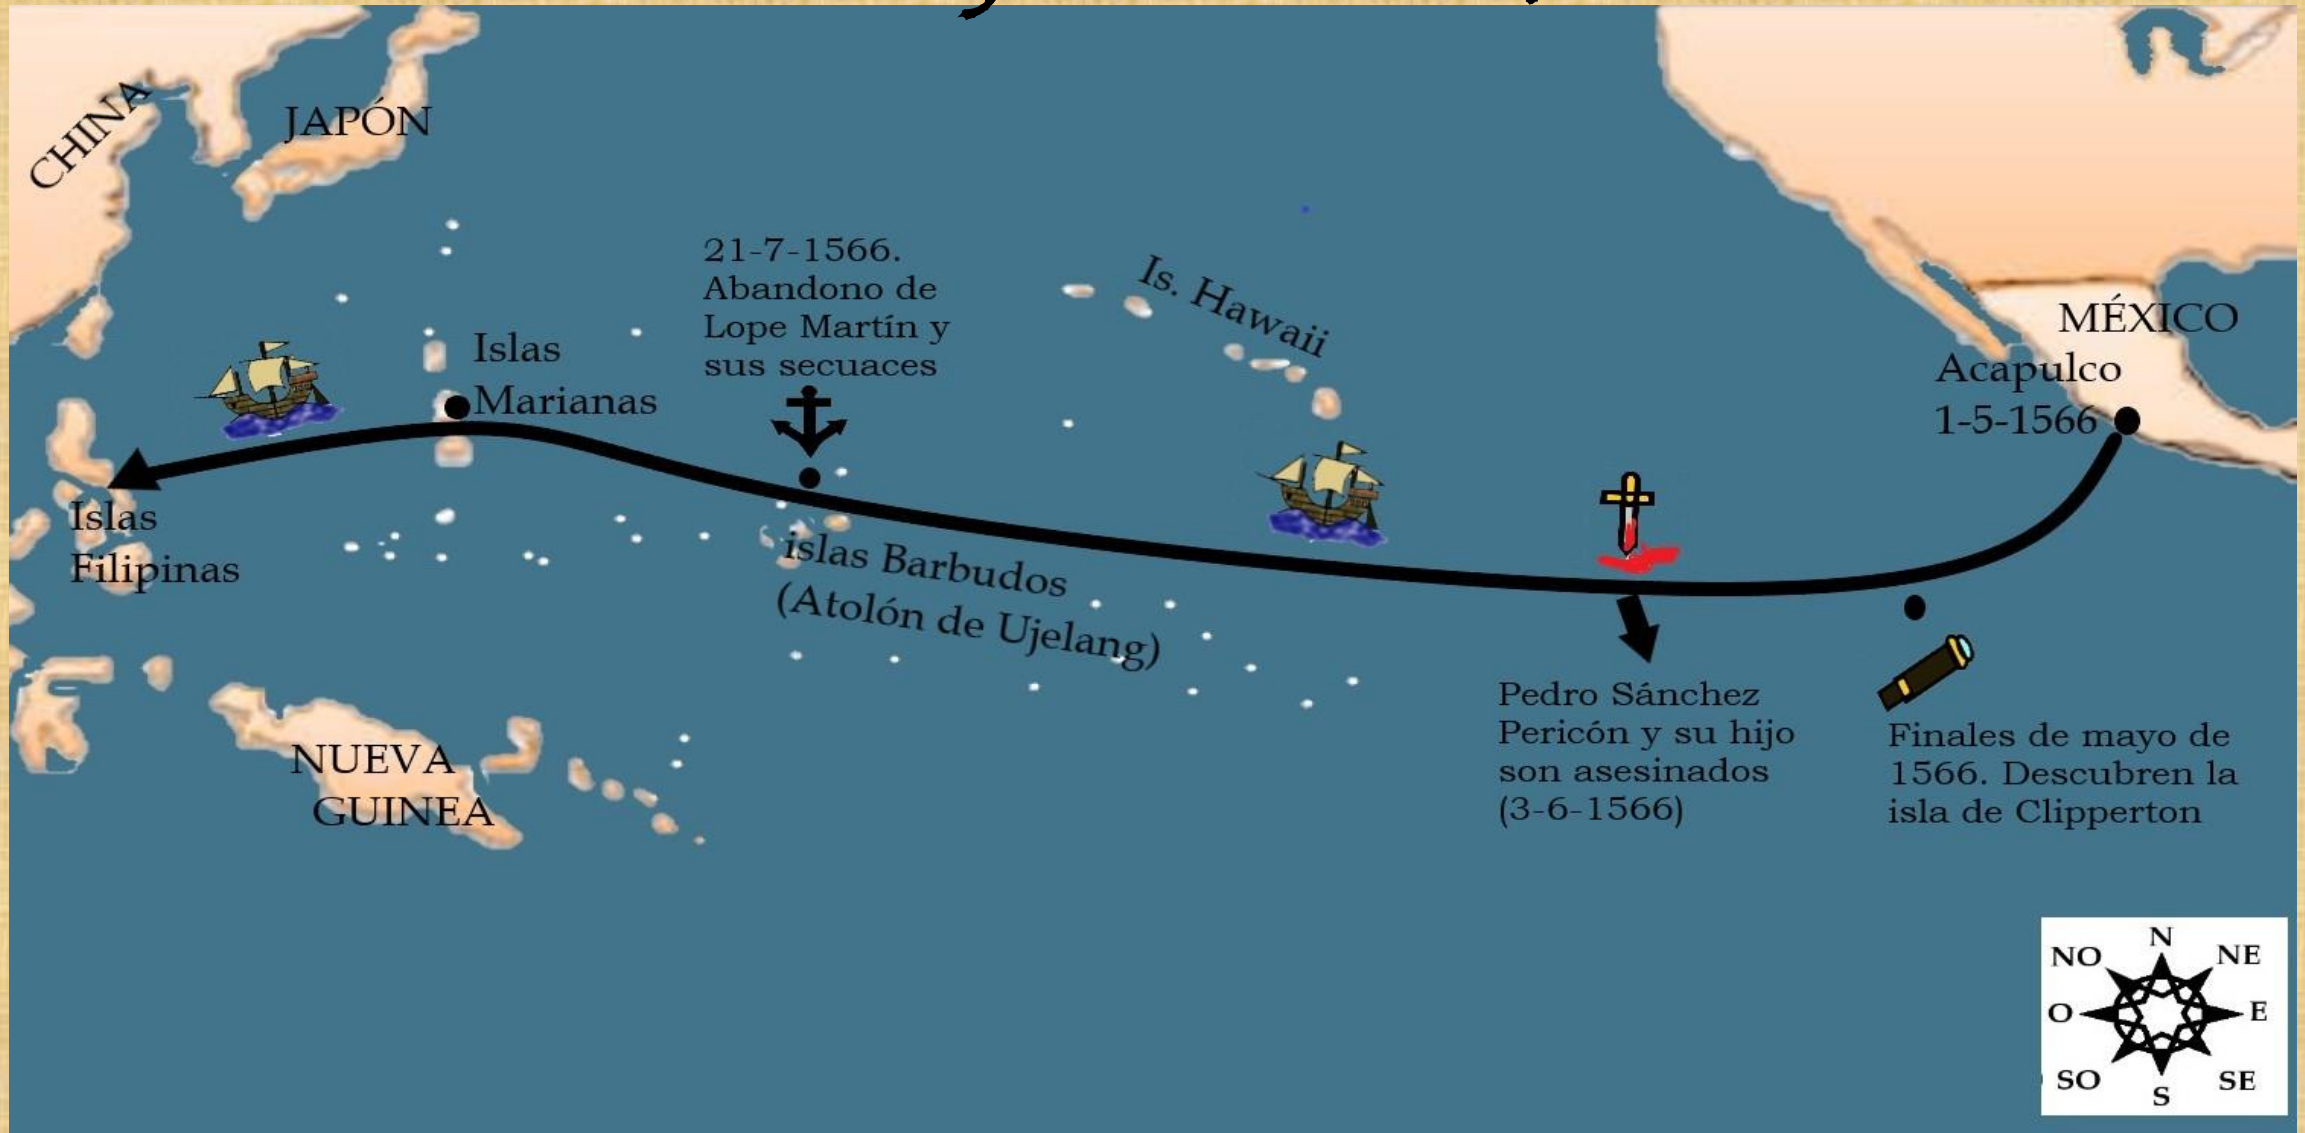 CHINA
JAPÓN
21-7-1566.
Abandono de
Lope Martín y
sus secuaces
Is. Hawaii
MÉXICO
Acapulco
1-5-1566
Islas
Marianas
Islas
Filipinas
islas Barbudos
(Atolón de Ujelang)
Pedro Sánchez
Pericón y su hijo
son asesinados
(3-6-1566)
Finales de mayo de
1566. Descubren la
isla de Clipperton
NUEVA
GUINEA
N
NO NE
O E
SO SE
S